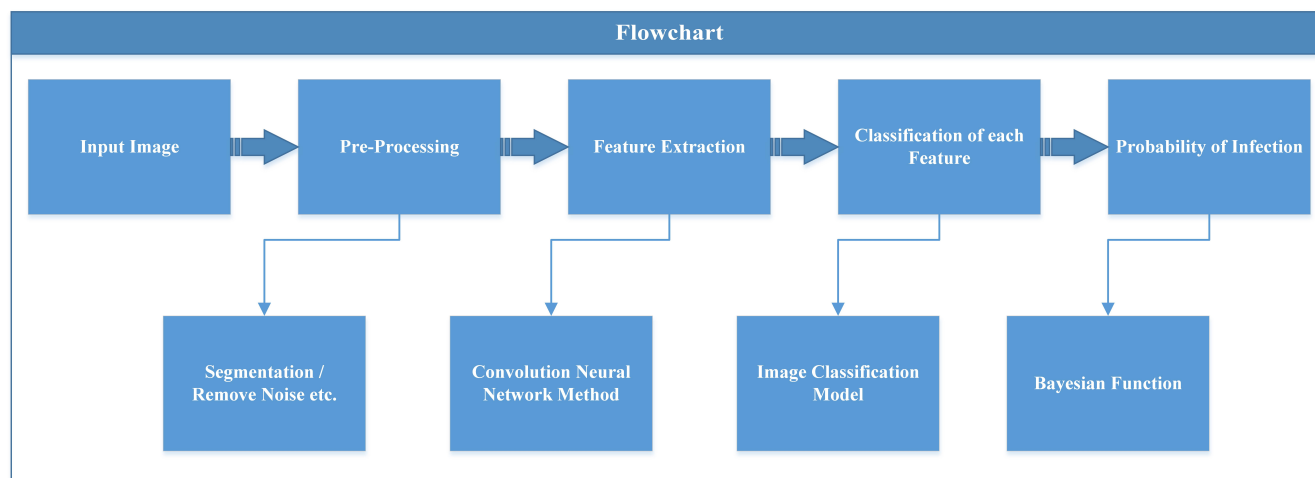 Flowchart
Input Image
Pre-Processing
Feature Extraction
Classification of each
Feature
Probability of Infection
Segmentation /
Remove Noise etc.
Convolution Neural
Network Method
Image Classification
Model
Bayesian Function